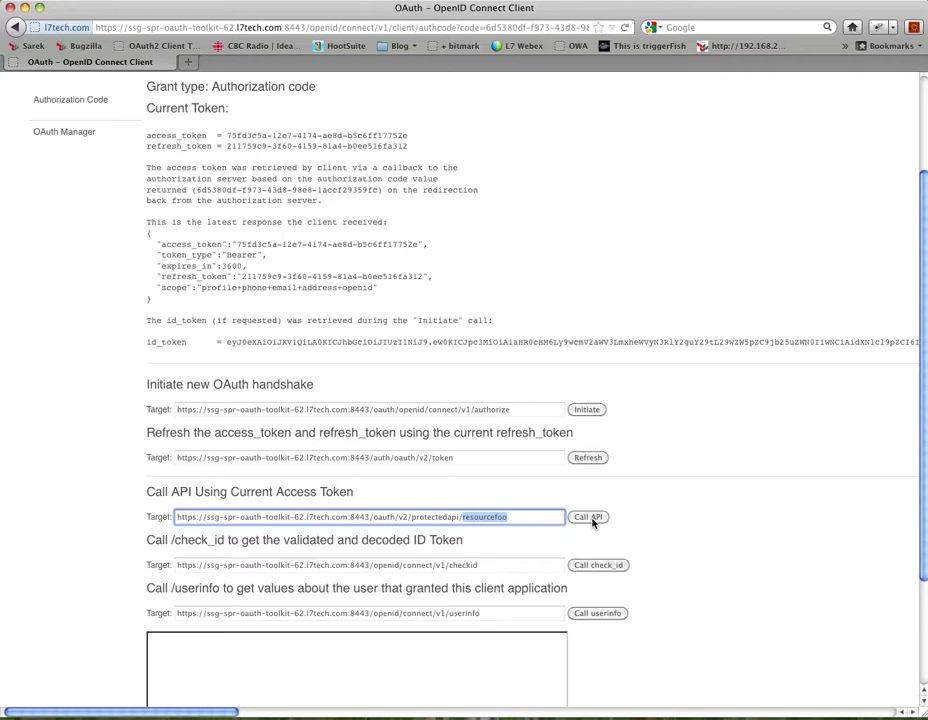 OAuth - OpenID Connect Client
l7tech.com https://ssg-spr-oauth-toolkit-62.l7tech.com:8443/openid/connect/v1/client/authcode?code=6d5380df-f973-43d8-98
Google
Sarek Bugzilla OAuth2 Client T... CBC Radio | Idea... HootSuite Blog + bitmark L7 Webex OWA This is triggerFish http://192.168.2... » Bookmarks
OAuth - OpenID Connect Client +
Authorization Code
OAuth Manager
Grant type: Authorization code
Current Token:
access_token = 75fd3c5a-12e7-4174-ae8d-b5c6ff17752e
refresh_token = 211759c9-3f60-4159-81a4-b0ee516fa312
The access token was retrieved by client via a callback to the
authorization server based on the authorization code value
returned (6d5380df-f973-43d8-98e8-1accf29359fc) on the redirection
back from the authorization server.
This is the latest response the client received:
{
"access_token":"75fd3c5a-12e7-4174-ae8d-b5c6ff17752e",
"token_type":"Bearer",
"expires_in":3600,
"refresh_token":"211759c9-3f60-4159-81a4-b0ee516fa312",
"scope":"profile+phone+email+address+openid"
}
The id_token (if requested) was retrieved during the "Initiate" call:
id_token =
Initiate new OAuth handshake
Target: https://ssg-spr-oauth-toolkit-62.l7tech.com:8443/oauth/openid/connect/v1/authorize Initiate
Refresh the access_token and refresh_token using the current refresh_token
Target: https://ssg-spr-oauth-toolkit-62.l7tech.com:8443/auth/oauth/v2/token Refresh
Call API Using Current Access Token
Target: https://ssg-spr-oauth-toolkit-62.l7tech.com:8443/oauth/v2/protectedapi/resourcefoo Call API
Call /check_id to get the validated and decoded ID Token
Target: https://ssg-spr-oauth-toolkit-62.l7tech.com:8443/openid/connect/v1/checkid Call check_id
Call /userinfo to get values about the user that granted this client application
Target: https://ssg-spr-oauth-toolkit-62.l7tech.com:8443/openid/connect/v1/userinfo Call userinfo